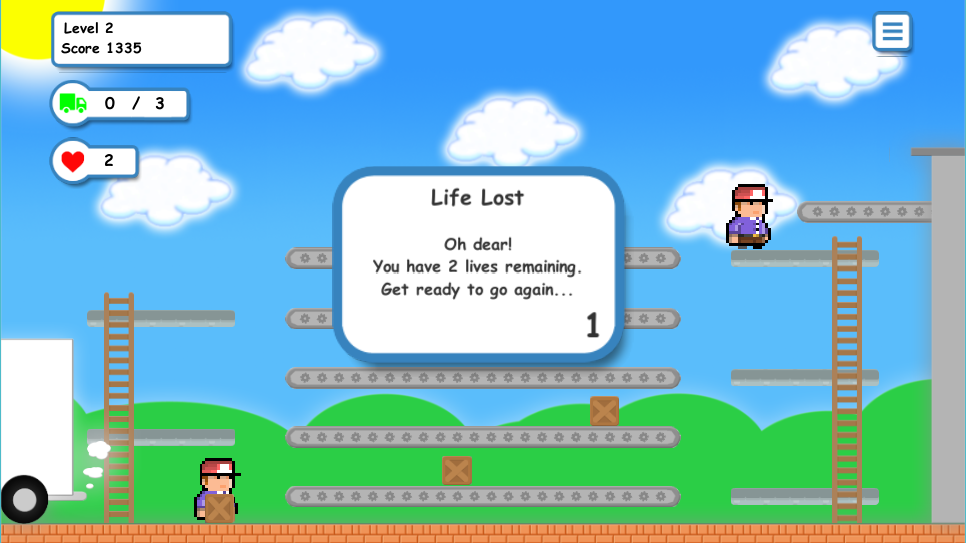 Level 2
Score 1335
0 / 3
2
Life Lost
Oh dear!
You have 2 lives remaining.
Get ready to go again...
1